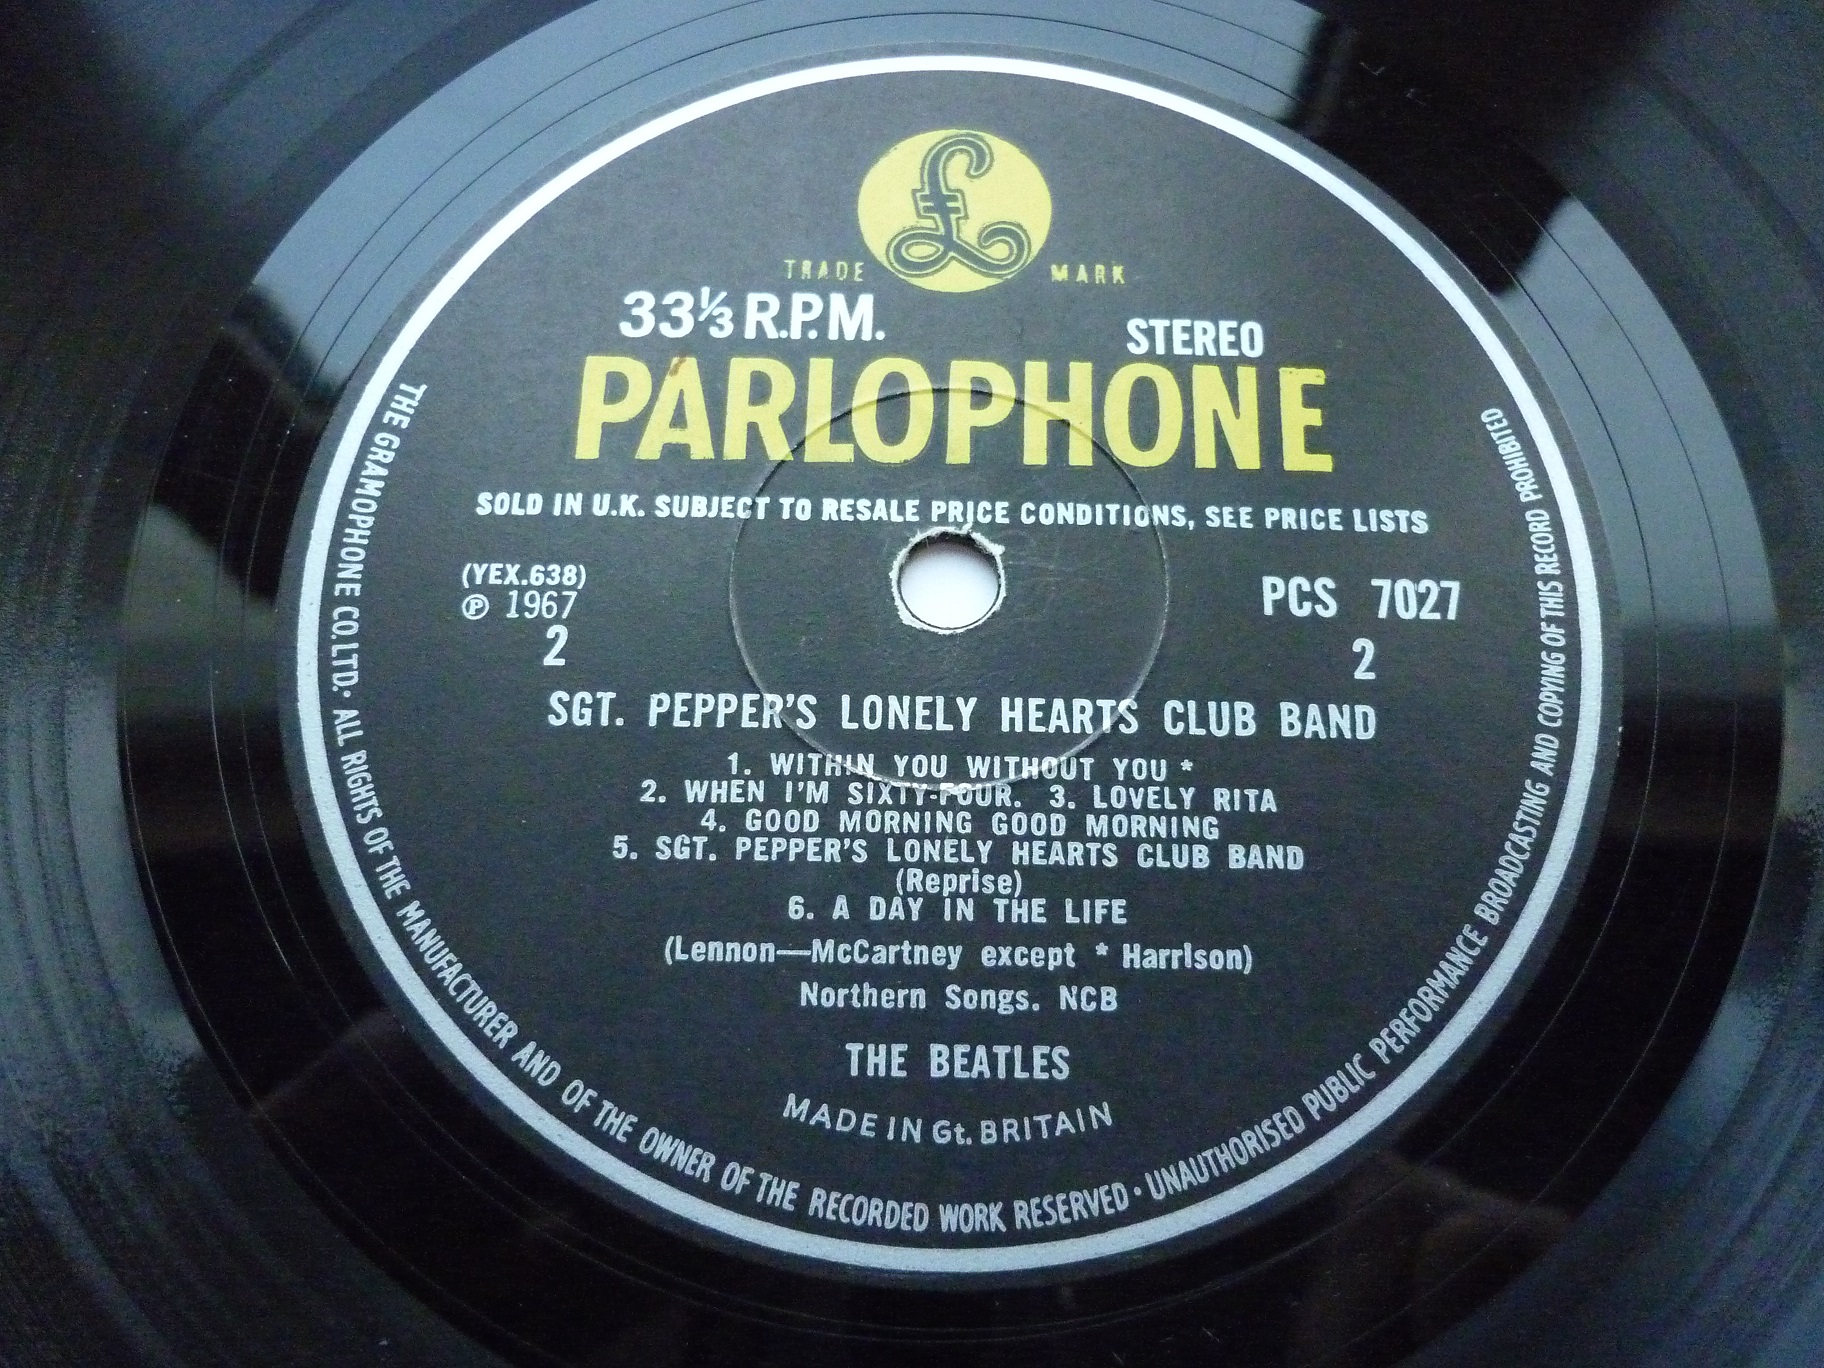 £
TRADE MARK
33⅓ R.P.M. STEREO
PARLOPHONE
SOLD IN U.K. SUBJECT TO RESALE PRICE CONDITIONS, SEE PRICE LISTS
(YEX.638)
℗ 1967
2
PCS 7027
2
SGT. PEPPER'S LONELY HEARTS CLUB BAND
1. WITHIN YOU WITHOUT YOU *
2. WHEN I'M SIXTY-FOUR. 3. LOVELY RITA
4. GOOD MORNING GOOD MORNING
5. SGT. PEPPER'S LONELY HEARTS CLUB BAND
(Reprise)
6. A DAY IN THE LIFE
(Lennon—McCartney except * Harrison)
Northern Songs. NCB
THE BEATLES
MADE IN Gt. BRITAIN
THE GRAMOPHONE CO. LTD. · ALL RIGHTS OF THE MANUFACTURER AND OF THE OWNER OF THE RECORDED WORK RESERVED · UNAUTHORISED PUBLIC PERFORMANCE BROADCASTING AND COPYING OF THIS RECORD PROHIBITED